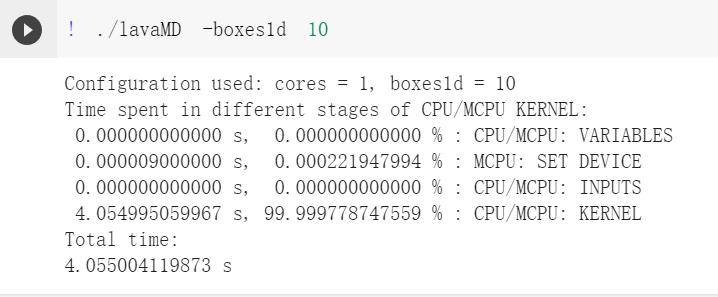 ! ./lavaMD -boxes1d 10
Configuration used: cores = 1, boxes1d = 10
Time spent in different stages of CPU/MCPU KERNEL:
0.000000000000 s, 0.000000000000 % : CPU/MCPU: VARIABLES
0.000009000000 s, 0.000221947994 % : MCPU: SET DEVICE
0.000000000000 s, 0.000000000000 % : CPU/MCPU: INPUTS
4.054995059967 s, 99.999778747559 % : CPU/MCPU: KERNEL
Total time:
4.055004119873 s